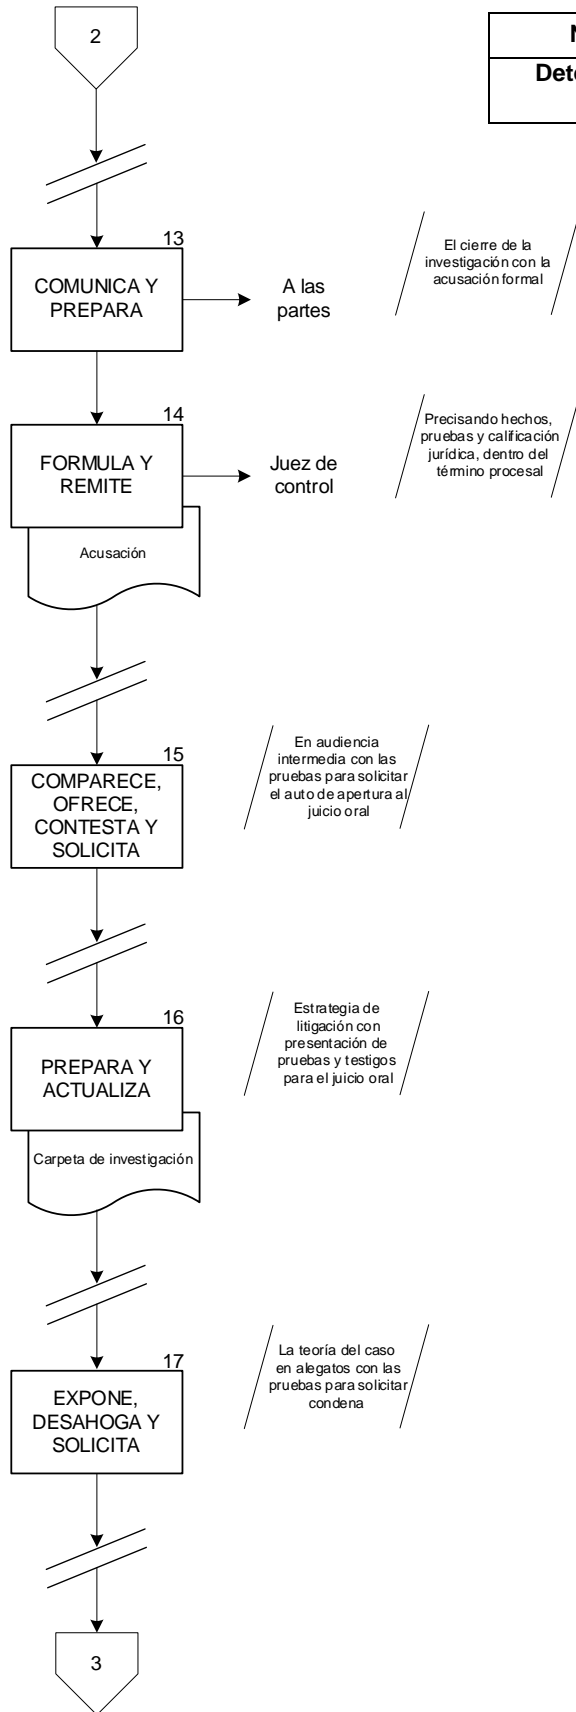 2
13
COMUNICA Y
PREPARA
A las
partes
El cierre de la
investigación con la
acusación formal
14
FORMULA Y
REMITE
Juez de
control
Precisando hechos,
pruebas y calificación
jurídica, dentro del
término procesal
Acusación
15
COMPARECE,
OFRECE,
CONTESTA Y
SOLICITA
En audiencia
intermedia con las
pruebas para solicitar
el auto de apertura al
juicio oral
16
PREPARA Y
ACTUALIZA
Estrategia de
litigación con
presentación de
pruebas y testigos
para el juicio oral
Carpeta de investigación
17
EXPONE,
DESAHOGA Y
SOLICITA
La teoría del caso
en alegatos con las
pruebas para solicitar
condena
3